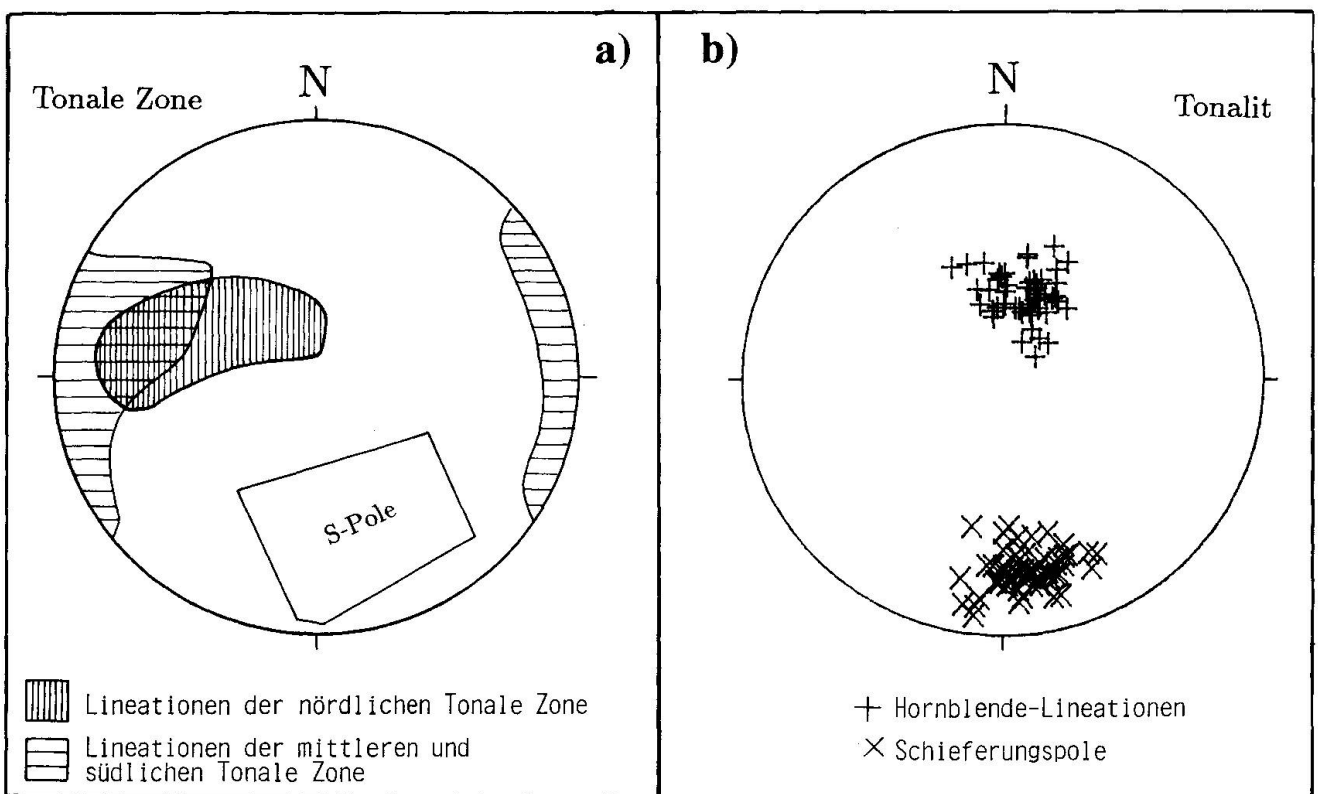 a)
N
Tonale Zone
S-Pole
Lineationen der nördlichen Tonale Zone
Lineationen der mittleren und
südlichen Tonale Zone
b)
N
Tonalit
Hornblende-Lineationen
Schieferungspole